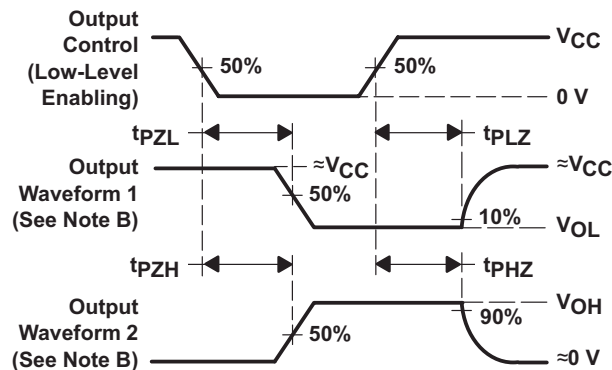 Output
Control
(Low-Level
Enabling)
50%
50%
VCC
0 V
tPZL
tPLZ
Output
Waveform 1
(See Note B)
≈VCC
50%
≈VCC
10%
VOL
tPZH
tPHZ
Output
Waveform 2
(See Note B)
50%
VOH
90%
≈0 V